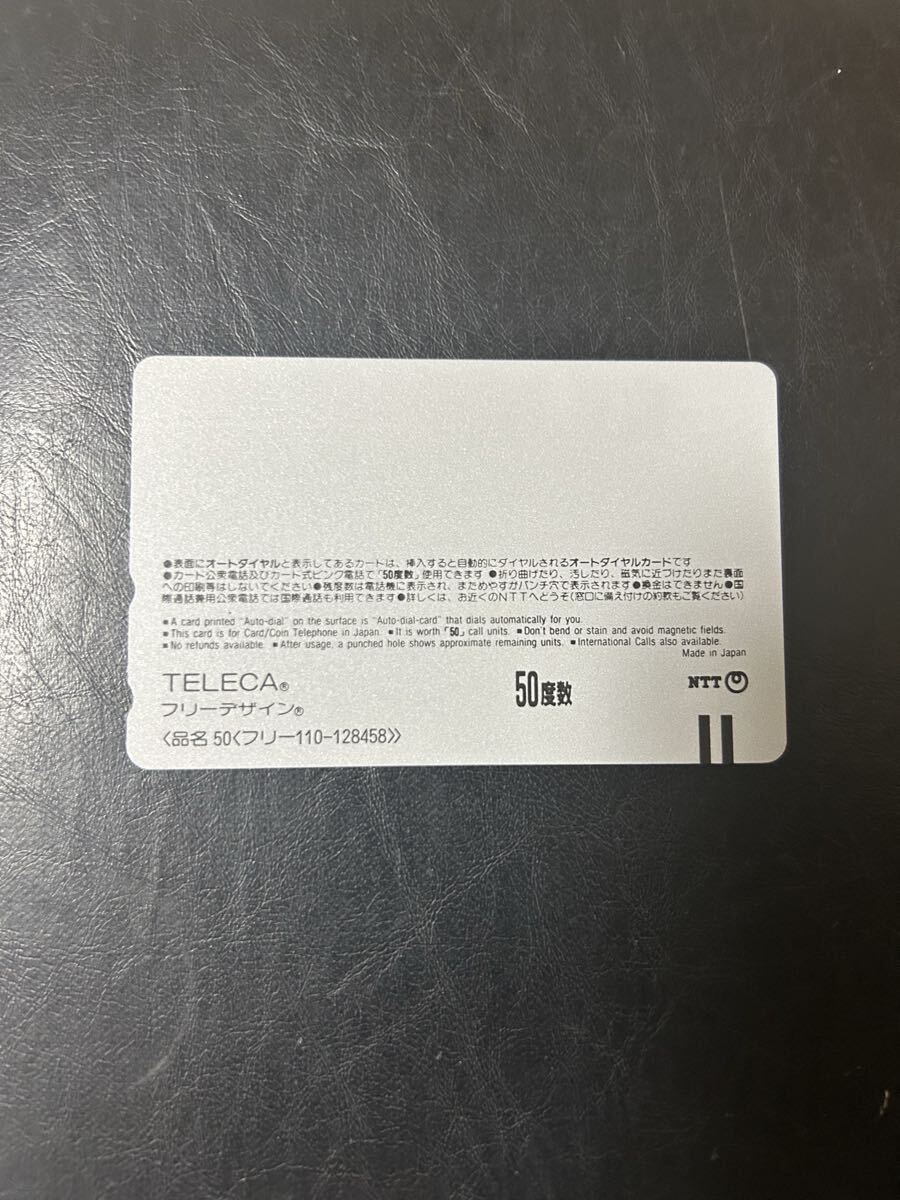 ●表面にオートダイヤルと表示してあるカードは、挿入すると自動的にダイヤルされるオートダイヤルカードです
●カード公衆電話及びカード式ピンク電話で「50度数」使用できます ●折り曲げたり、汚したり、磁気に近づけたりまた裏面
への印刷等はしないでください●残度数は電話機に表示され、まためやすがパンチ穴で表示されます●換金はできません●国
際通話兼用公衆電話では国際通話も利用できます●詳しくは、お近くのNTTへどうぞ(窓口に備え付けの約款もご覧ください)
■A card printed "Auto-dial" on the surface is "Auto-dial-card" that dials automatically for you.
■This card is for Card/Coin Telephone in Japan. ■It is worth「50」call units. ■Don't bend or stain and avoid magnetic fields.
■No refunds available. ■After usage, a punched hole shows approximate remaining units. ■International Calls also available.
Made in Japan
TELECA®
フリーデザイン®
50度数
NTT
〈品名 50〈フリー110-128458〉〉